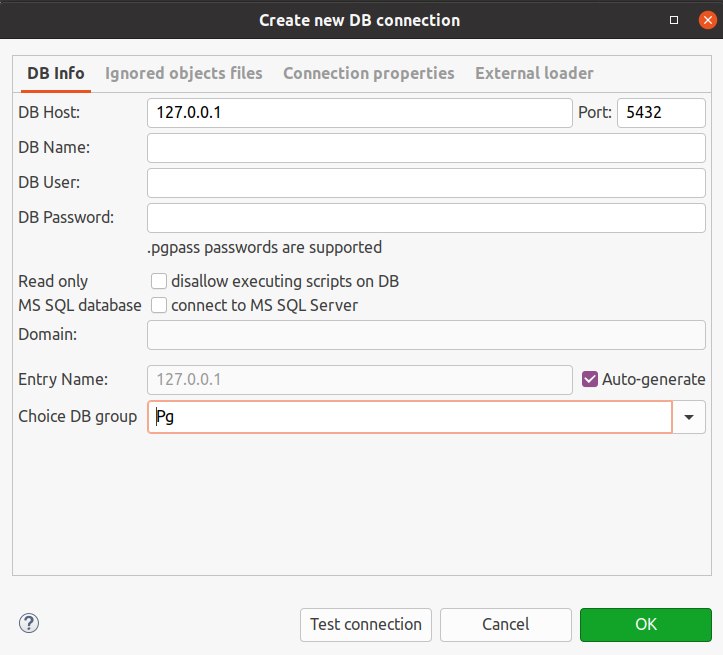 Create new DB connection
DB Info Ignored objects files Connection properties External loader
DB Host: 127.0.0.1 Port: 5432
DB Name:
DB User:
DB Password:
.pgpass passwords are supported
Read only disallow executing scripts on DB
MS SQL database connect to MS SQL Server
Domain:
Entry Name: 127.0.0.1 Auto-generate
Choice DB group Pg
? Test connection Cancel OK